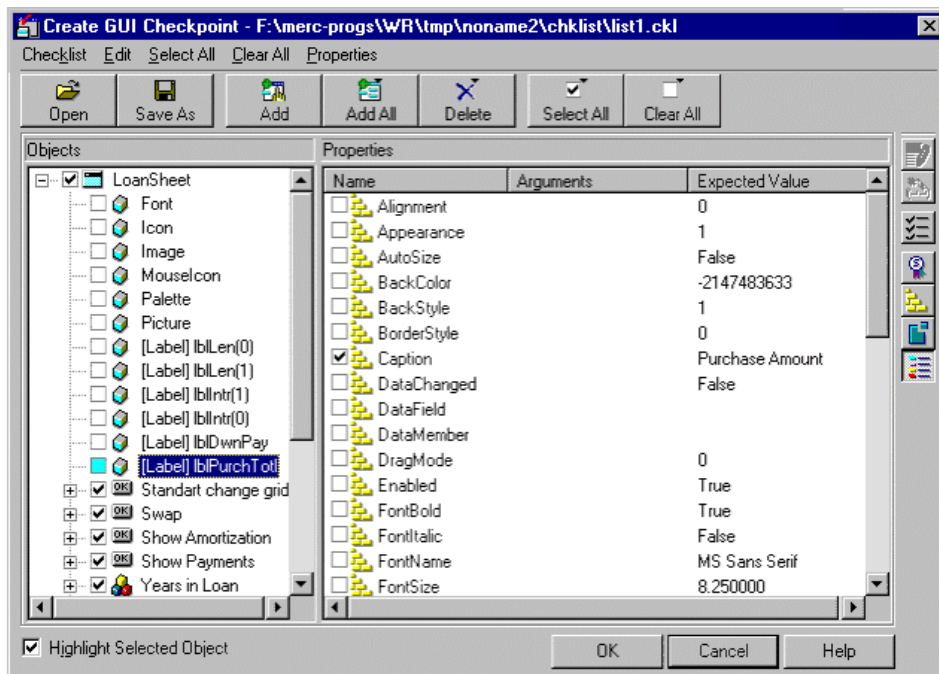 Create GUI Checkpoint - F:\merc-progs\WR\tmp\noname2\chklist\list1.ckl
Checklist Edit Select All Clear All Properties
Open Save As Add Add All Delete Select All Clear All
Objects
LoanSheet
Font
Icon
Image
MouseIcon
Palette
Picture
[Label] lblLen(0)
[Label] lblLen(1)
[Label] lblIntr(1)
[Label] lblIntr(0)
[Label] lblDwnPay
[Label] lblPurchTotl
OK Standart change grid
OK Swap
OK Show Amortization
OK Show Payments
Years in Loan
Properties
Name Arguments Expected Value
Alignment 0
Appearance 1
AutoSize False
BackColor -2147483633
BackStyle 1
BorderStyle 0
Caption Purchase Amount
DataChanged False
DataField
DataMember
DragMode 0
Enabled True
FontBold True
FontItalic False
FontName MS Sans Serif
FontSize 8.250000
Highlight Selected Object
OK Cancel Help